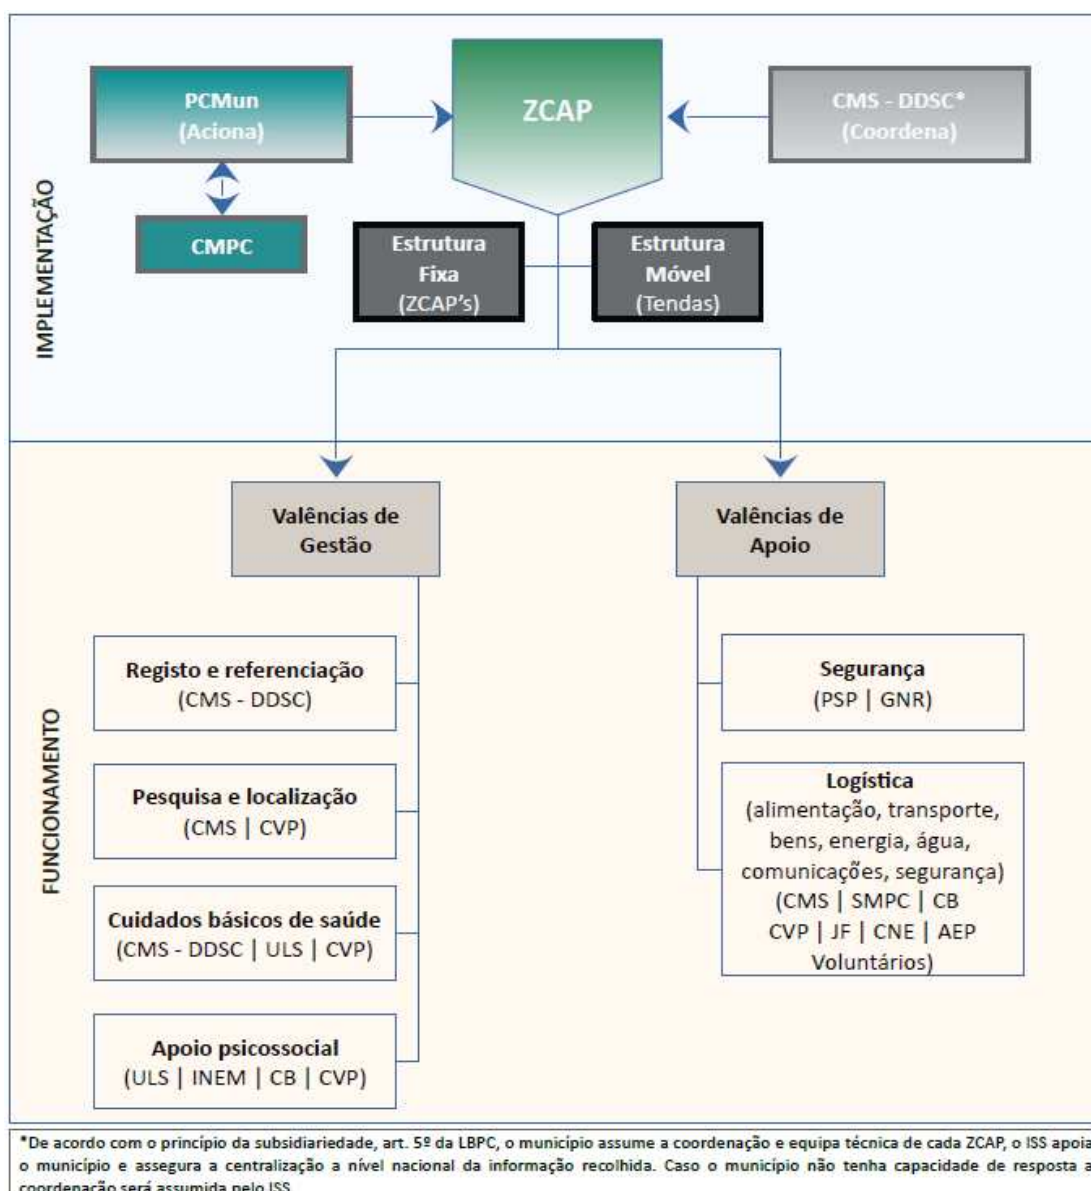 IMPLEMENTAÇÃO
PCMun
(Aciona)
ZCAP
CMS - DDSC*
(Coordena)
CMPC
Estrutura
Fixa
(ZCAP's)
Estrutura
Móvel
(Tendas)
FUNCIONAMENTO
Valências de
Gestão
Valências de
Apoio
Registo e referenciação
(CMS - DDSC)
Pesquisa e localização
(CMS | CVP)
Cuidados básicos de saúde
(CMS - DDSC | ULS | CVP)
Apoio psicossocial
(ULS | INEM | CB | CVP)
Segurança
(PSP | GNR)
Logística
(alimentação, transporte,
bens, energia, água,
comunicações, segurança)
(CMS | SMPC | CB
CVP | JF | CNE | AEP
Voluntários)
*De acordo com o princípio da subsidiariedade, art. 5º da LBPC, o município assume a coordenação e equipa técnica de cada ZCAP, o ISS apoia
o município e assegura a centralização a nível nacional da informação recolhida. Caso o município não tenha capacidade de resposta a
coordenação será assumida pelo ISS